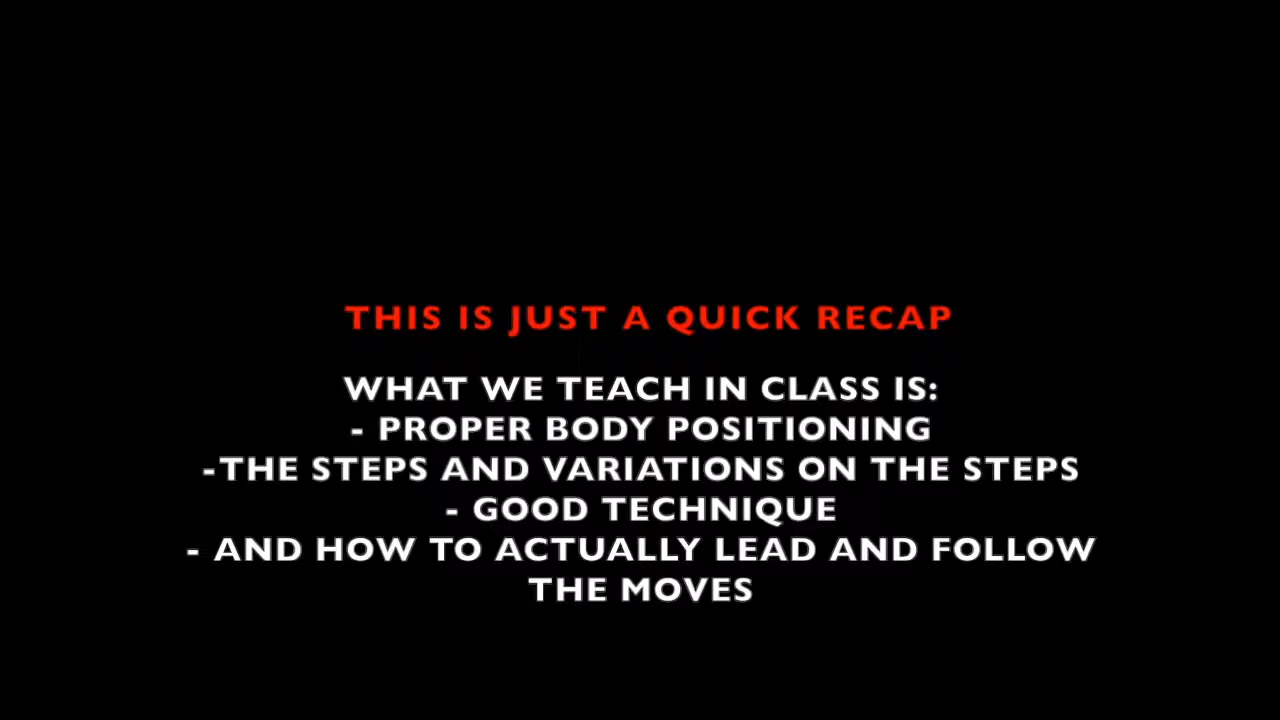 THIS IS JUST A QUICK RECAP
WHAT WE TEACH IN CLASS IS:
- PROPER BODY POSITIONING
-THE STEPS AND VARIATIONS ON THE STEPS
- GOOD TECHNIQUE
- AND HOW TO ACTUALLY LEAD AND FOLLOW
THE MOVES